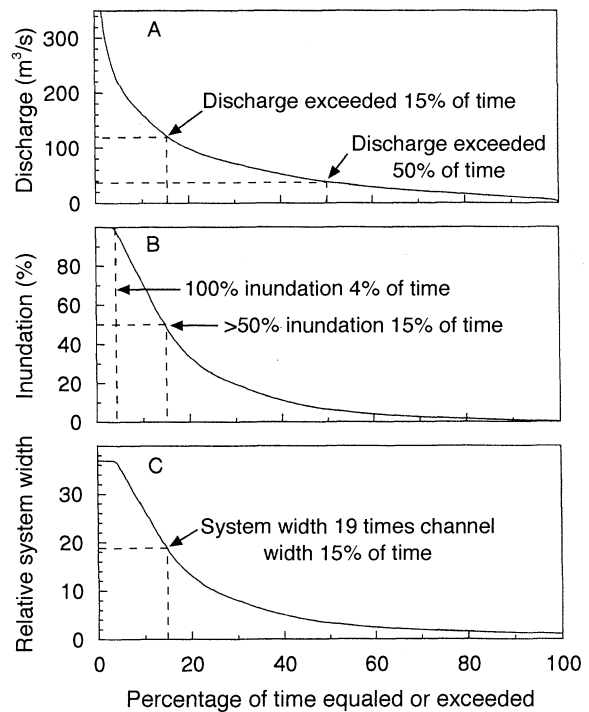 A
Discharge (m³/s)
300
200
100
0
Discharge exceeded 15% of time
Discharge exceeded
50% of time
B
Inundation (%)
80
60
40
20
0
100% inundation 4% of time
>50% inundation 15% of time
C
Relative system width
30
20
10
0
System width 19 times channel
width 15% of time
0 20 40 60 80 100
Percentage of time equaled or exceeded